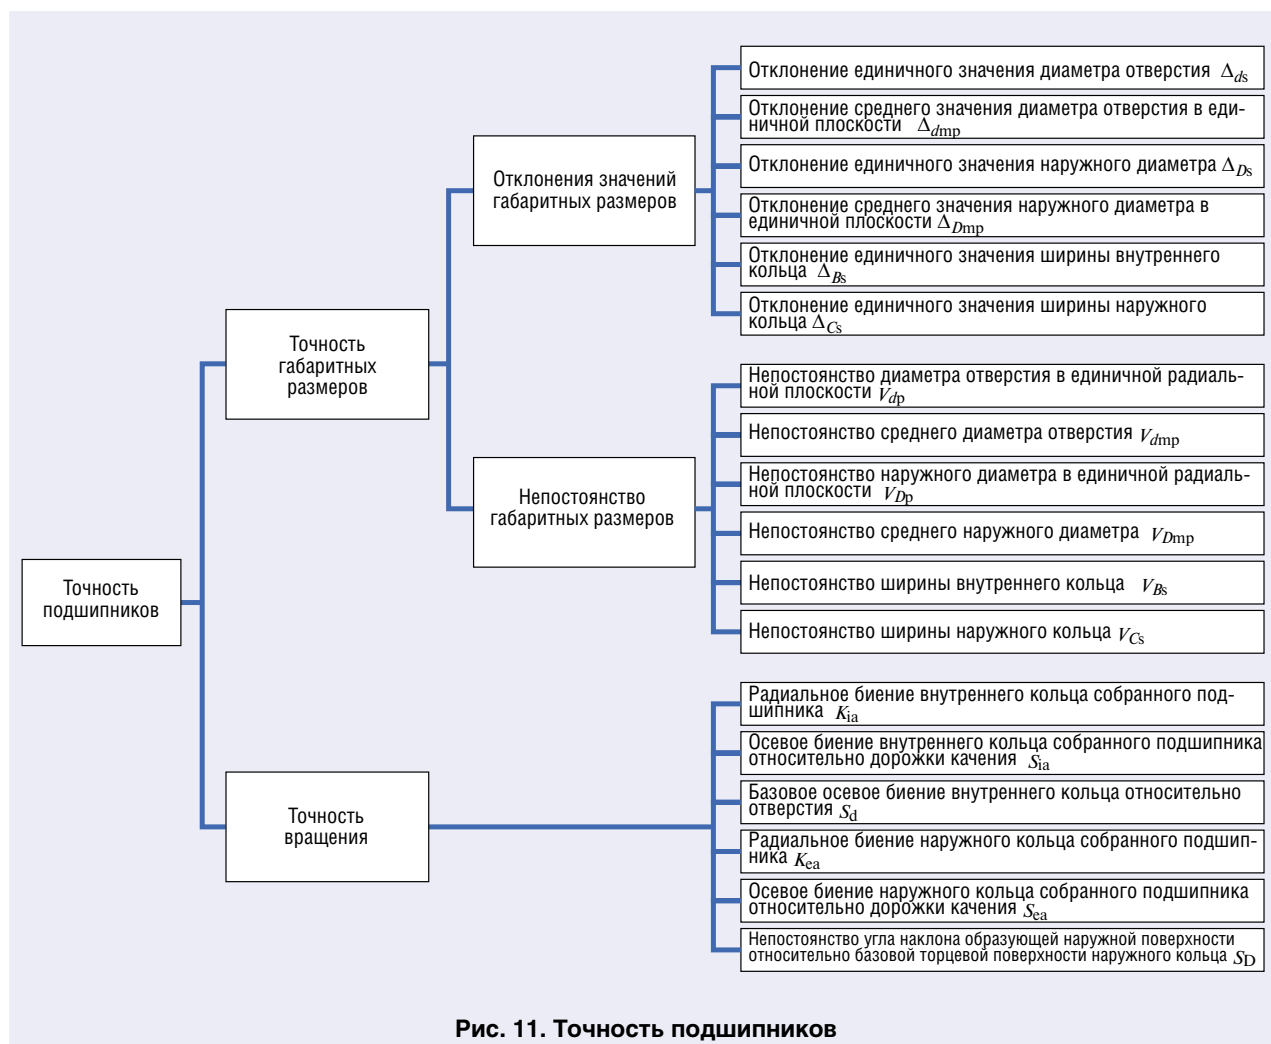 Отклонение единичного значения диаметра отверстия Δds
Отклонение среднего значения диаметра отверстия в еди-
ничной плоскости Δdmp
Отклонения значений
габаритных размеров
Отклонение единичного значения наружного диаметра ΔDs
Отклонение среднего значения наружного диаметра в
единичной плоскости ΔDmp
Отклонение единичного значения ширины внутреннего
кольца ΔBs
Отклонение единичного значения ширины наружного
кольца ΔCs
Точность
габаритных
размеров
Непостоянство диаметра отверстия в единичной радиаль-
ной плоскости Vdp
Непостоянство среднего диаметра отверстия Vdmp
Непостоянство
габаритных размеров
Непостоянство наружного диаметра в единичной радиаль-
ной плоскости VDp
Непостоянство среднего наружного диаметра VDmp
Непостоянство ширины внутреннего кольца VBs
Непостоянство ширины наружного кольца VCs
Точность
подшипников
Радиальное биение внутреннего кольца собранного под-
шипника Kia
Осевое биение внутреннего кольца собранного подшипника
относительно дорожки качения Sia
Базовое осевое биение внутреннего кольца относительно
отверстия Sd
Точность
вращения
Радиальное биение наружного кольца собранного подшип-
ника Kea
Осевое биение наружного кольца собранного подшипника
относительно дорожки качения Sea
Непостоянство угла наклона образующей наружной поверхности
относительно базовой торцевой поверхности наружного кольца SD
Рис. 11. Точность подшипников